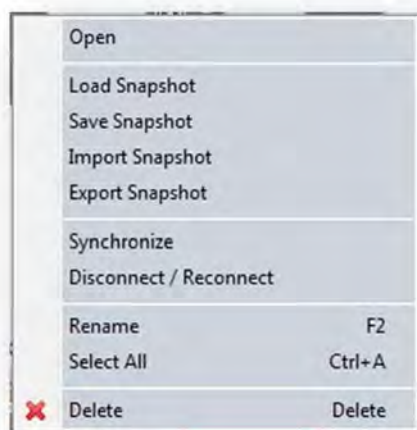 Open
Load Snapshot
Save Snapshot
Import Snapshot
Export Snapshot
Synchronize
Disconnect / Reconnect
Rename F2
Select All Ctrl+A
Delete Delete